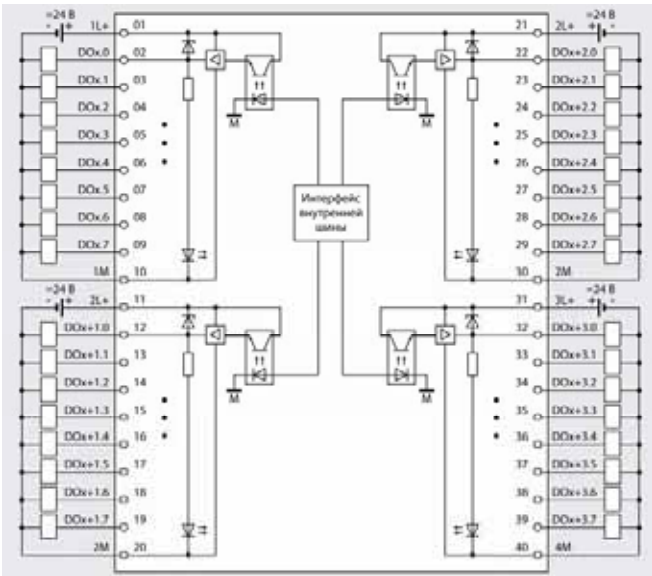 =24 В
- +
1L+ 01
DOx.0 02
DOx.1 03
DOx.2 04
DOx.3 05
DOx.4 06
DOx.5 07
DOx.6 08
DOx.7 09
1M 10
M
=24 В
- +
2L+ 11
DOx+1.0 12
DOx+1.1 13
DOx+1.2 14
DOx+1.3 15
DOx+1.4 16
DOx+1.5 17
DOx+1.6 18
DOx+1.7 19
2M 20
M
Интерфейс
внутренней
шины
=24 В
+ -
21 2L+
22 DOx+2.0
23 DOx+2.1
24 DOx+2.2
25 DOx+2.3
26 DOx+2.4
27 DOx+2.5
28 DOx+2.6
29 DOx+2.7
30 2M
M
=24 В
+ -
31 3L+
32 DOx+3.0
33 DOx+3.1
34 DOx+3.2
35 DOx+3.3
36 DOx+3.4
37 DOx+3.5
38 DOx+3.6
39 DOx+3.7
40 4M
M